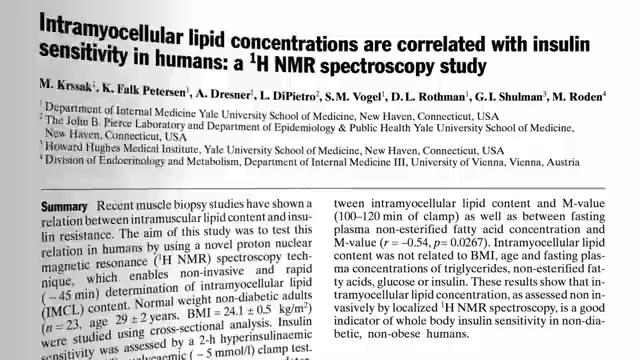 Intramyocellular lipid concentrations are correlated with insulin
sensitivity in humans: a ¹H NMR spectroscopy study
M. Krssak², K. Falk Petersen¹, A. Dresner¹, L. DiPietro², S. M. Vogel¹, D. L. Rothman¹, G. I. Shulman³, M. Roden⁴
¹ Department of Internal Medicine Yale University School of Medicine, New Haven, Connecticut, USA
² The John B. Pierce Laboratory and Department of Epidemiology & Public Health Yale University School of Medicine,
New Haven, Connecticut, USA
³ Howard Hughes Medical Institute, Yale University School of Medicine, New Haven, Connecticut, USA
⁴ Division of Endocrinology and Metabolism, Department of Internal Medicine III, University of Vienna, Vienna, Austria
Summary Recent muscle biopsy studies have shown a
relation between intramuscular lipid content and insu-
lin resistance. The aim of this study was to test this
relation in humans by using a novel proton nuclear
magnetic resonance (¹H NMR) spectroscopy tech-
nique, which enables non-invasive and rapid
(~45 min) determination of intramyocellular lipid
(IMCL) content. Normal weight non-diabetic adults
(n = 23, age 29 ± 2 years, BMI = 24.1 ± 0.5 kg/m²)
were studied using cross-sectional analysis. Insulin
sensitivity was assessed by a 2-h hyperinsulinaemic
(~5 mmol/l) clamp test.
tween intramyocellular lipid content and M-value
(100–120 min of clamp) as well as between fasting
plasma non-esterified fatty acid concentration and
M-value (r = –0.54, p = 0.0267). Intramyocellular lipid
content was not related to BMI, age and fasting plas-
ma concentrations of triglycerides, non-esterified fat-
ty acids, glucose or insulin. These results show that in-
tramyocellular lipid concentration, as assessed non in-
vasively by localized ¹H NMR spectroscopy, is a good
indicator of whole body insulin sensitivity in non-dia-
betic, non-obese humans.